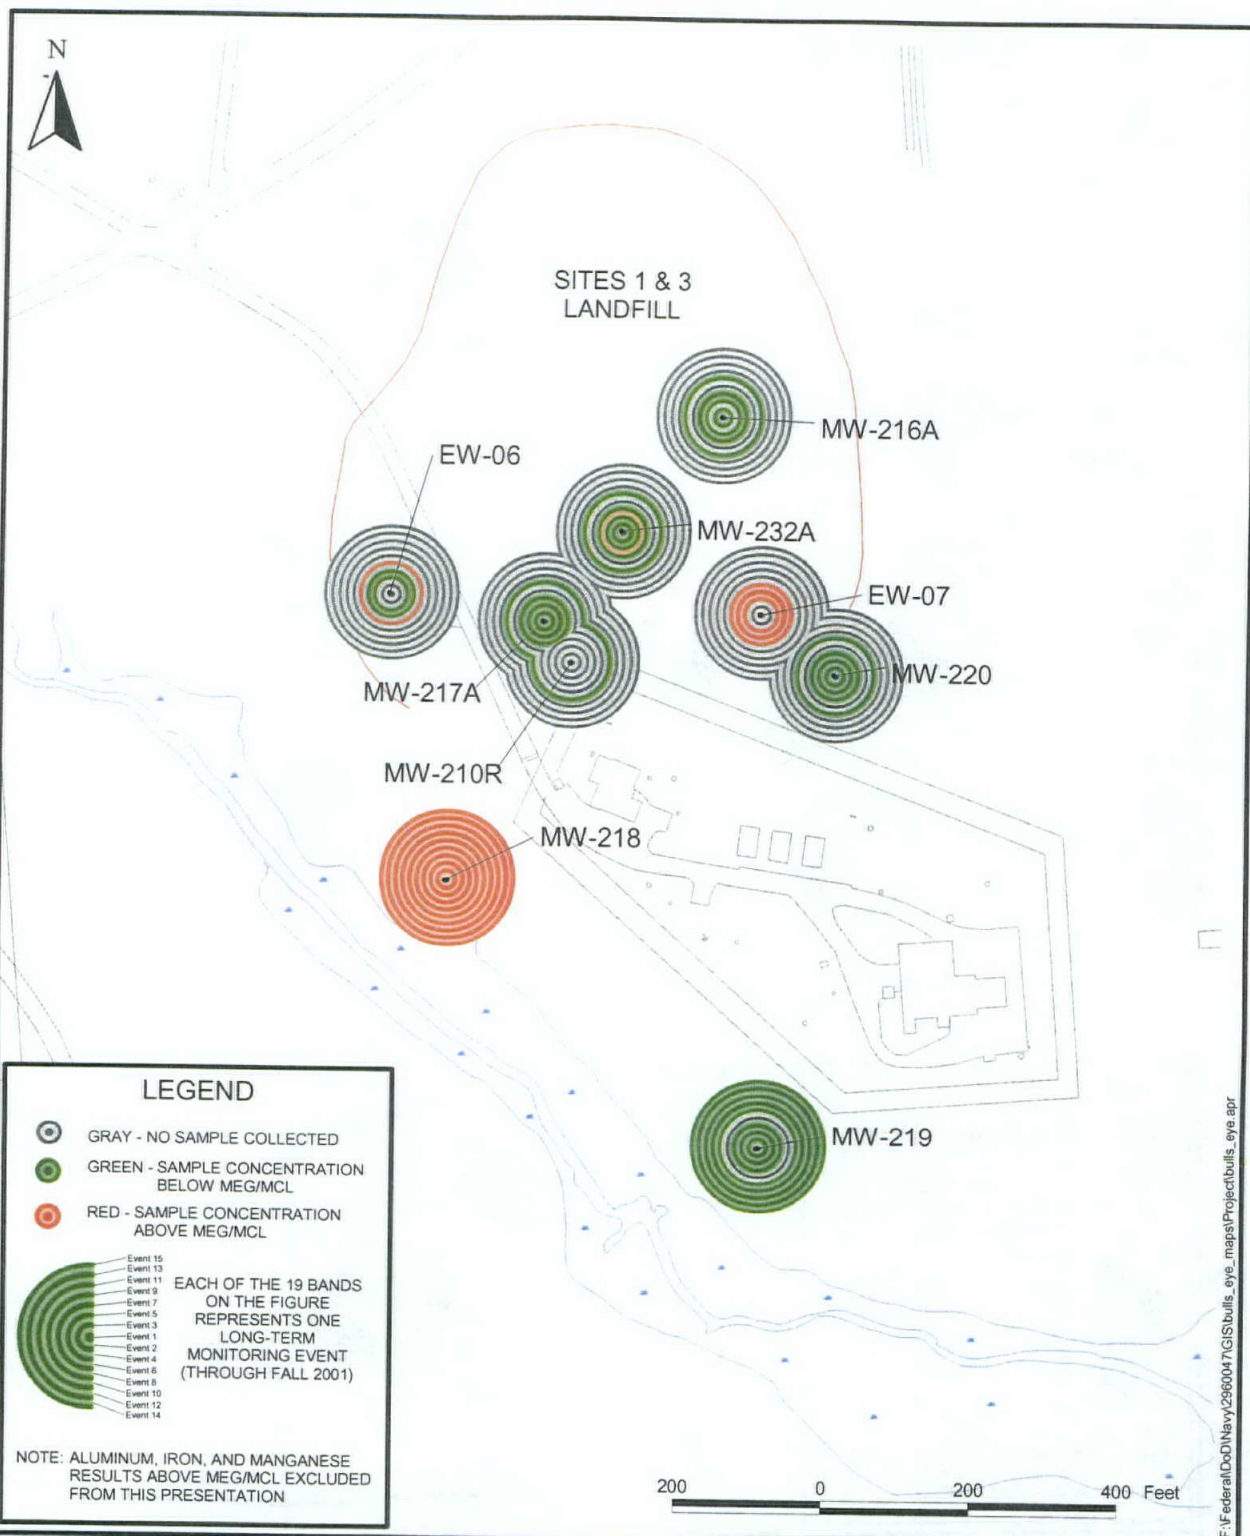 N
SITES 1 & 3
LANDFILL
MW-216A
EW-06
MW-232A
EW-07
MW-220
MW-217A
MW-210R
MW-218
MW-219
LEGEND
GRAY - NO SAMPLE COLLECTED
GREEN - SAMPLE CONCENTRATION
BELOW MEG/MCL
RED - SAMPLE CONCENTRATION
ABOVE MEG/MCL
Event 15
Event 13
Event 11
Event 9
Event 7
Event 5
Event 3
Event 1
Event 2
Event 4
Event 6
Event 8
Event 10
Event 12
Event 14
EACH OF THE 19 BANDS
ON THE FIGURE
REPRESENTS ONE
LONG-TERM
MONITORING EVENT
(THROUGH FALL 2001)
NOTE: ALUMINUM, IRON, AND MANGANESE
RESULTS ABOVE MEG/MCL EXCLUDED
FROM THIS PRESENTATION
200 0 200 400 Feet
F:\Federal\DoD\Navy\2960047\GIS\bulls_eye_maps\Project\bulls_eye.apr